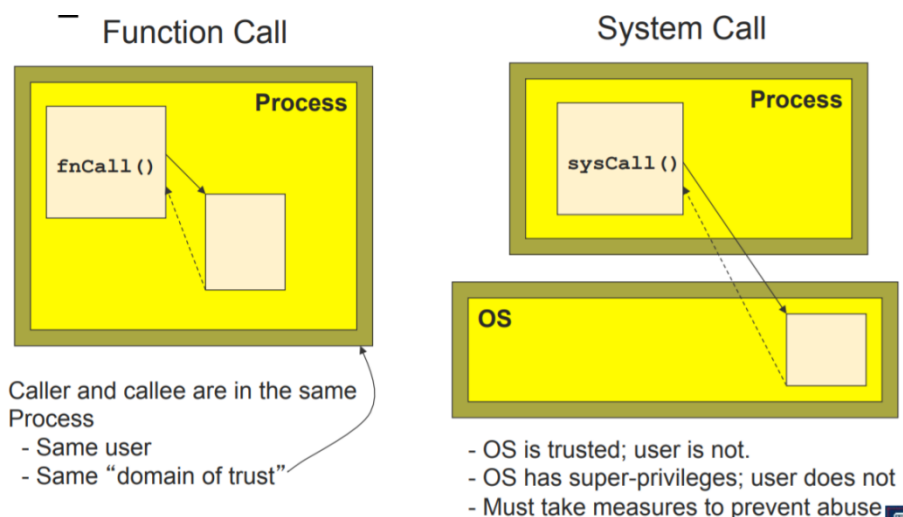 Function Call
Process
fnCall()
Caller and callee are in the same
Process
- Same user
- Same “domain of trust”
System Call
Process
sysCall()
OS
- OS is trusted; user is not.
- OS has super-privileges; user does not
- Must take measures to prevent abuse